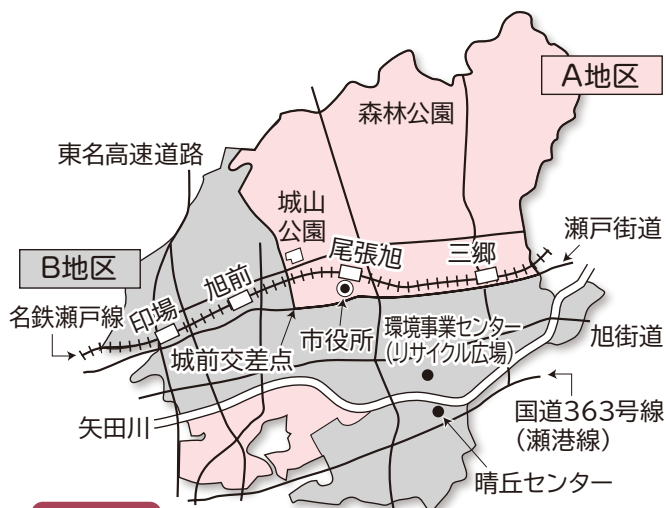 A地区
森林公園
東名高速道路
城山
公園
瀬戸街道
尾張旭
三郷
B地区
旭前
印場
名鉄瀬戸線
市役所
環境事業センター
(リサイクル広場)
旭街道
城前交差点
矢田川
国道363号線
(瀬港線)
晴丘センター